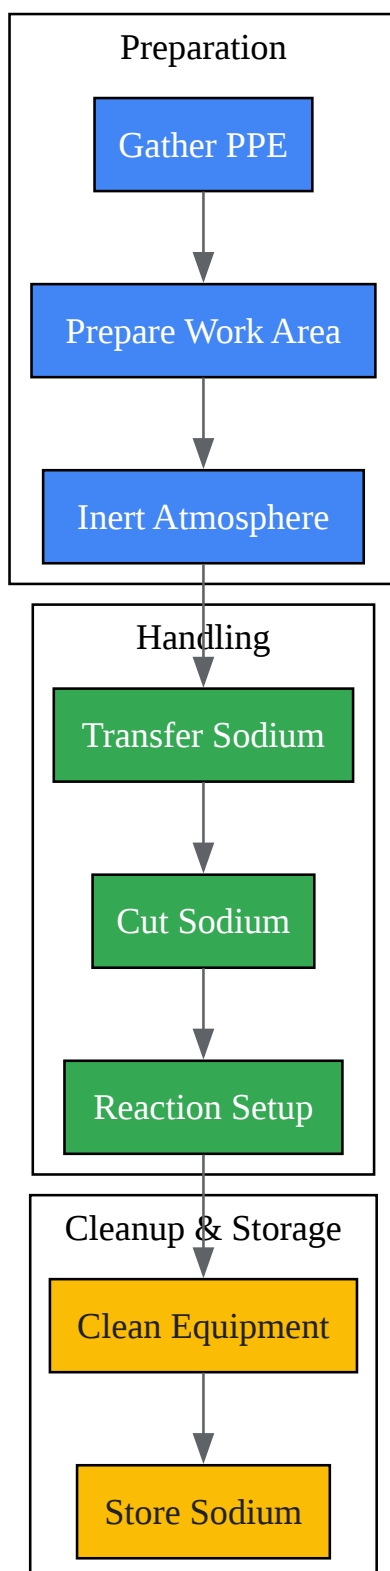 Preparation
Gather PPE
Prepare Work Area
Inert Atmosphere
Handling
Transfer Sodium
Cut Sodium
Reaction Setup
Cleanup & Storage
Clean Equipment
Store Sodium